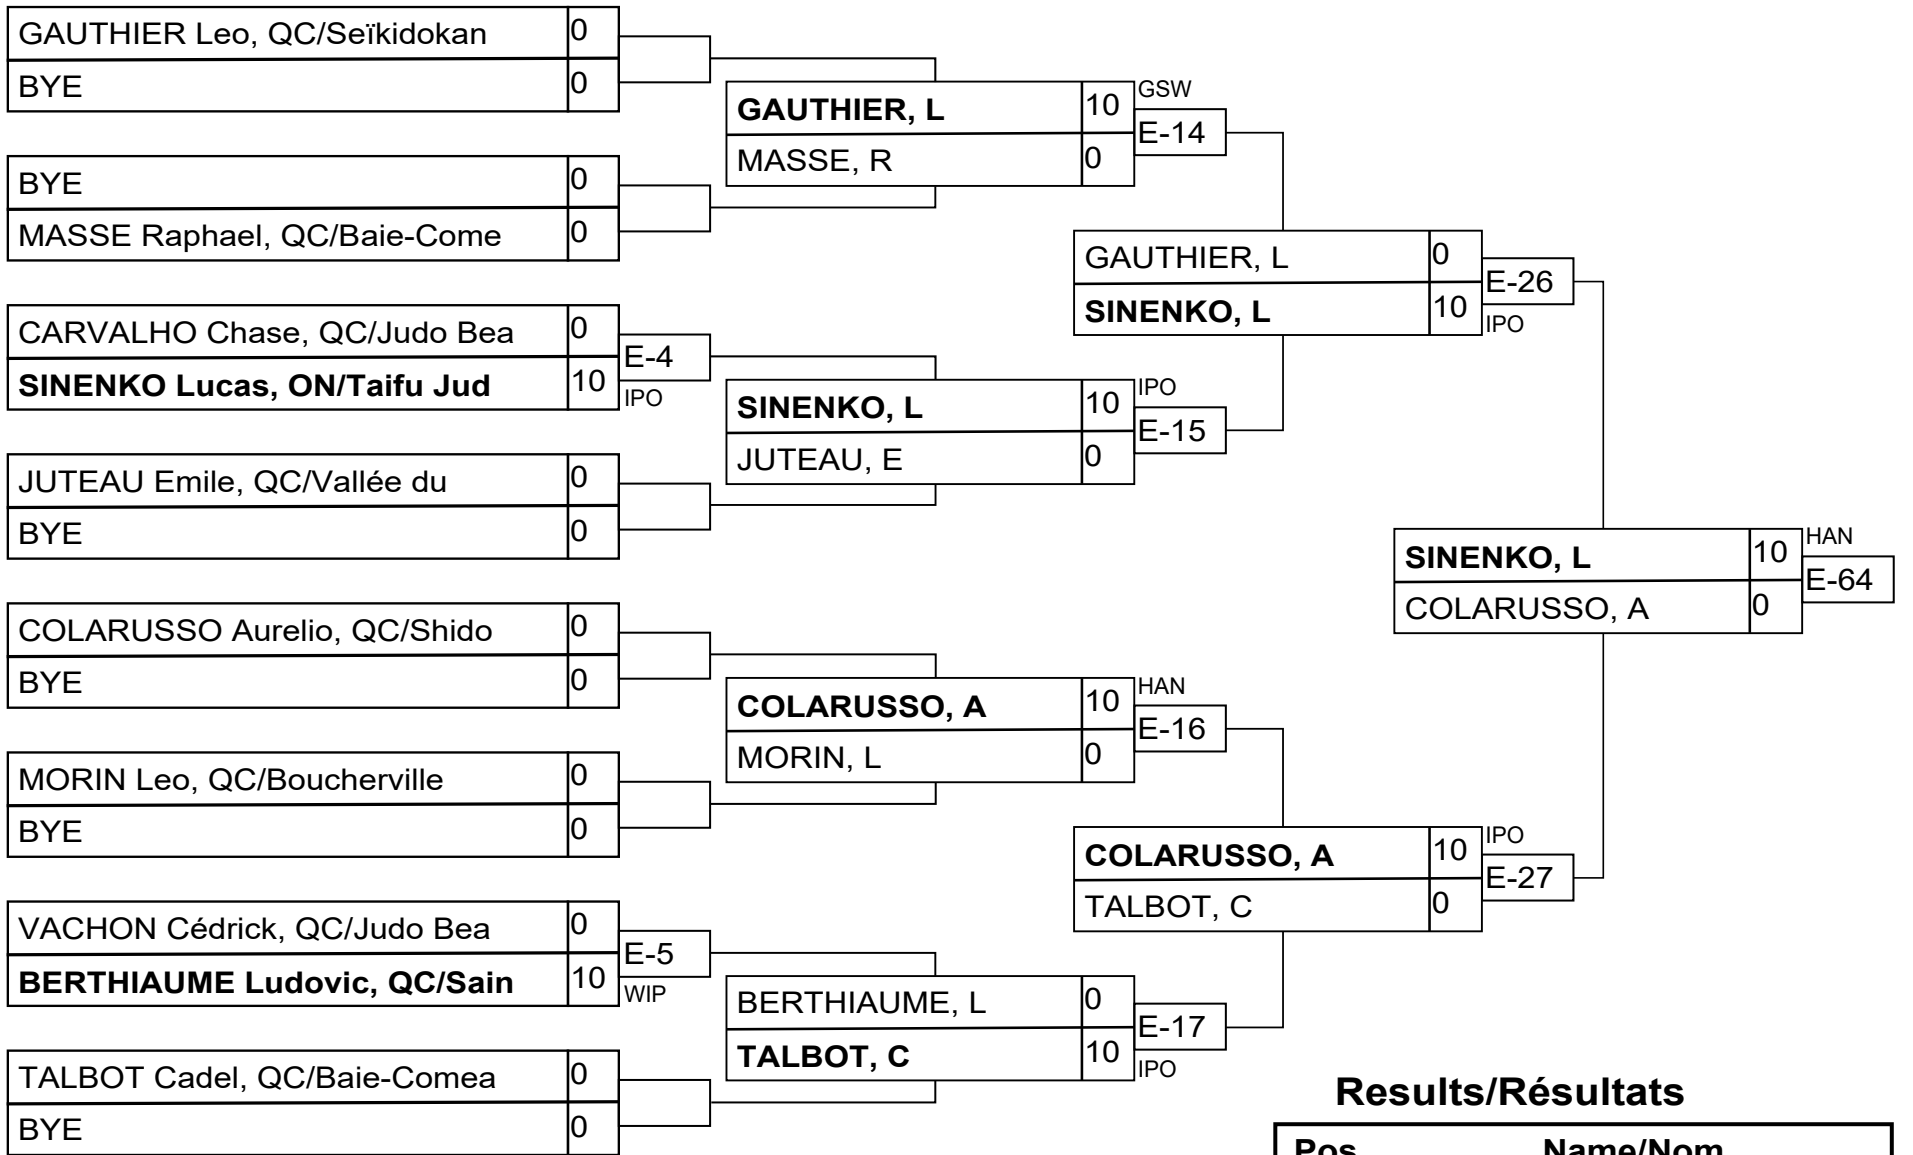 GAUTHIER Leo, QC/Seïkidokan 0
BYE 0
BYE 0
MASSE Raphael, QC/Baie-Come 0
CARVALHO Chase, QC/Judo Bea 0
SINENKO Lucas, ON/Taifu Jud 10
E-4
IPO
JUTEAU Emile, QC/Vallée du 0
BYE 0
COLARUSSO Aurelio, QC/Shido 0
BYE 0
MORIN Leo, QC/Boucherville 0
BYE 0
VACHON Cédrick, QC/Judo Bea 0
BERTHIAUME Ludovic, QC/Sain 10
E-5
WIP
TALBOT Cadel, QC/Baie-Comea 0
BYE 0
GAUTHIER, L 10
MASSE, R 0
GSW
E-14
SINENKO, L 10
JUTEAU, E 0
IPO
E-15
COLARUSSO, A 10
MORIN, L 0
HAN
E-16
BERTHIAUME, L 0
TALBOT, C 10
E-17
IPO
GAUTHIER, L 0
SINENKO, L 10
E-26
IPO
COLARUSSO, A 10
TALBOT, C 0
IPO
E-27
SINENKO, L 10
COLARUSSO, A 0
HAN
E-64
Results/Résultats
Pos Name/Nom